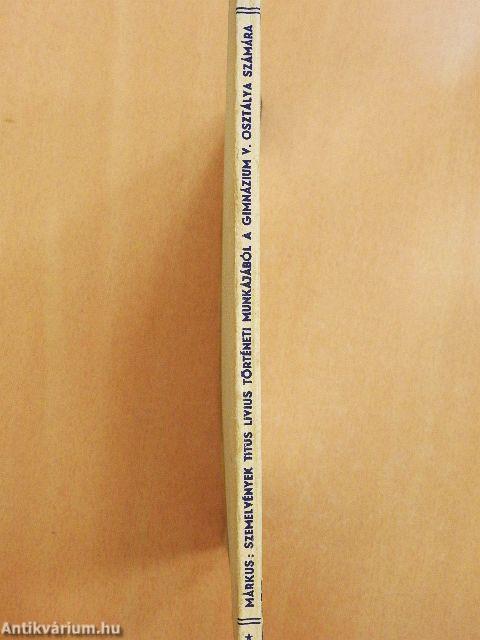 MÁRKUS: SZEMELVÉNYEK TITUS LIVIUS TÖRTÉNETI MUNKÁJÁBÓL A GIMNÁZIUM V. OSZTÁLYA SZÁMÁRA
Antikvárium.hu